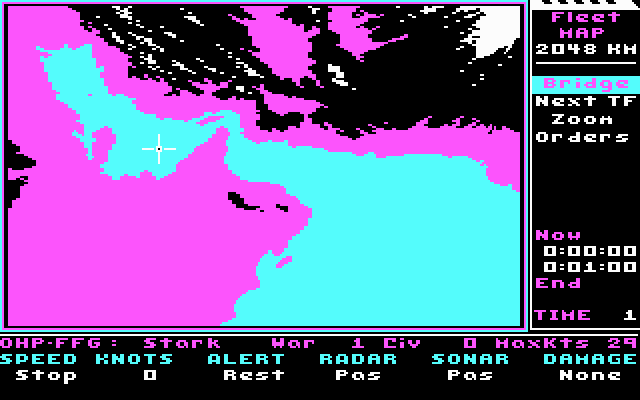 Fleet
MAP
2048 KM
Bridge
Next TF
Zoom
Orders
Now
0:00:00
0:01:00
End
TIME 1
OHP-FFG: Stark War 1 Civ 0 MaxKts 29
SPEED KNOTS ALERT RADAR SONAR DAMAGE
Stop 0 Rest Pas Pas None